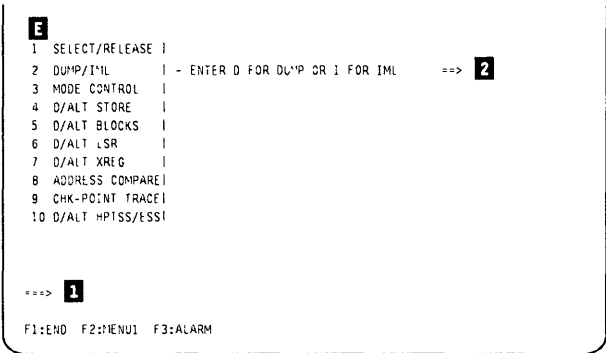 E
1 SELECT/RELEASE |
2 DUMP/IML | - ENTER D FOR DUMP OR I FOR IML ==> 2
3 MODE CONTROL |
4 D/ALT STORE |
5 D/ALT BLOCKS |
6 D/ALT LSR |
7 D/ALT XREG |
8 ADDRESS COMPARE|
9 CHK-POINT TRACE|
10 D/ALT HPTSS/ESS|
===> 1
F1:END F2:MENU1 F3:ALARM